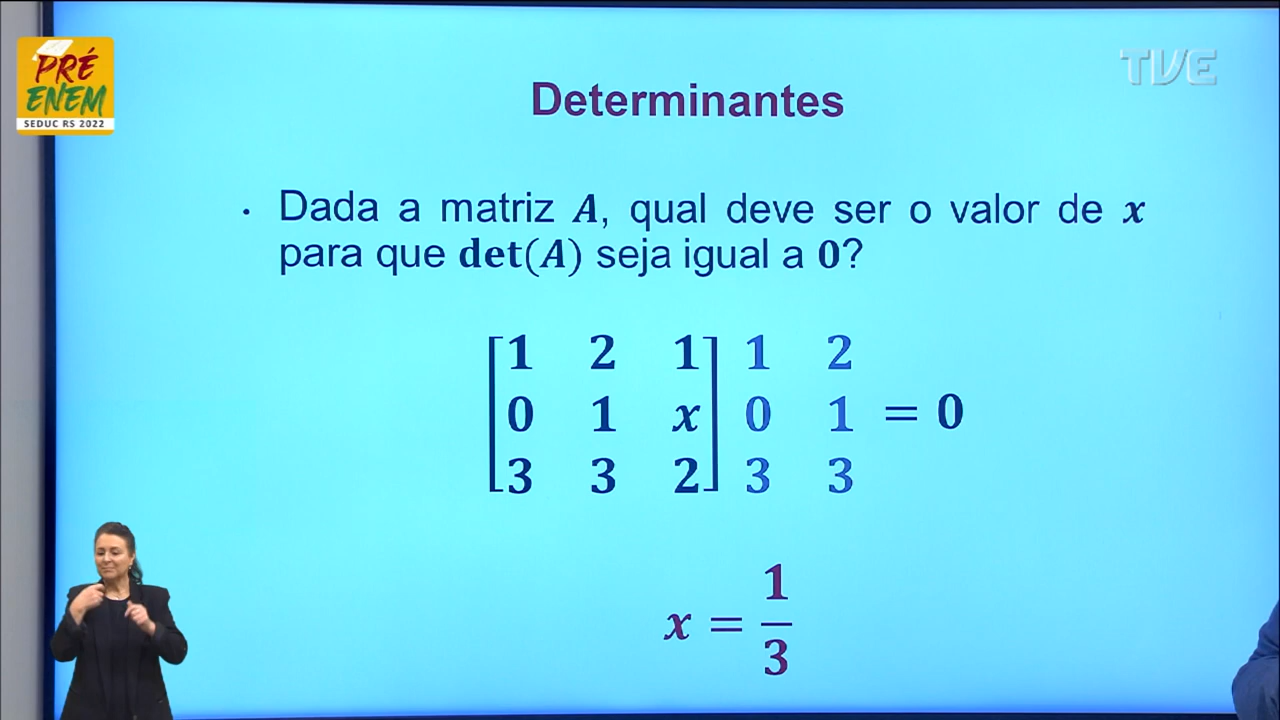 PRÉ
ENEM
SEDUC RS 2022
TVE
Determinantes
· Dada a matriz A, qual deve ser o valor de x
para que det(A) seja igual a 0?
[1 2 1] 1 2
[0 1 x] 0 1 = 0
[3 3 2] 3 3
x = 1/3